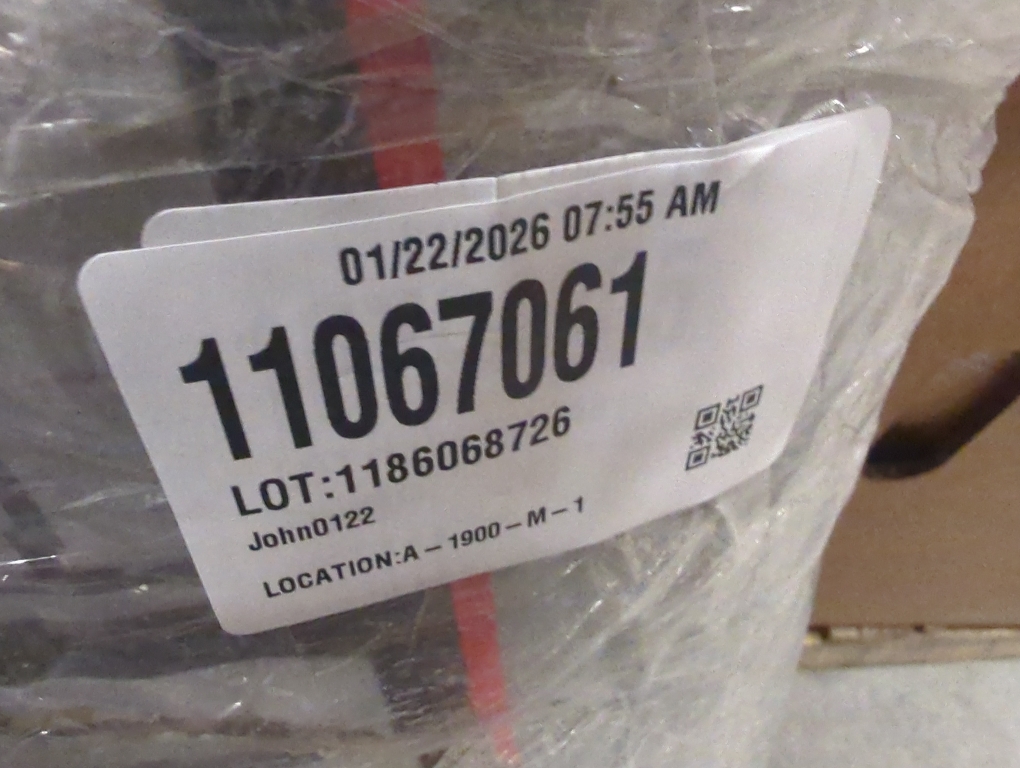 01/22/2026 07:55 AM
11067061
LOT:1186068726
John0122
LOCATION:A – 1900 – M – 1